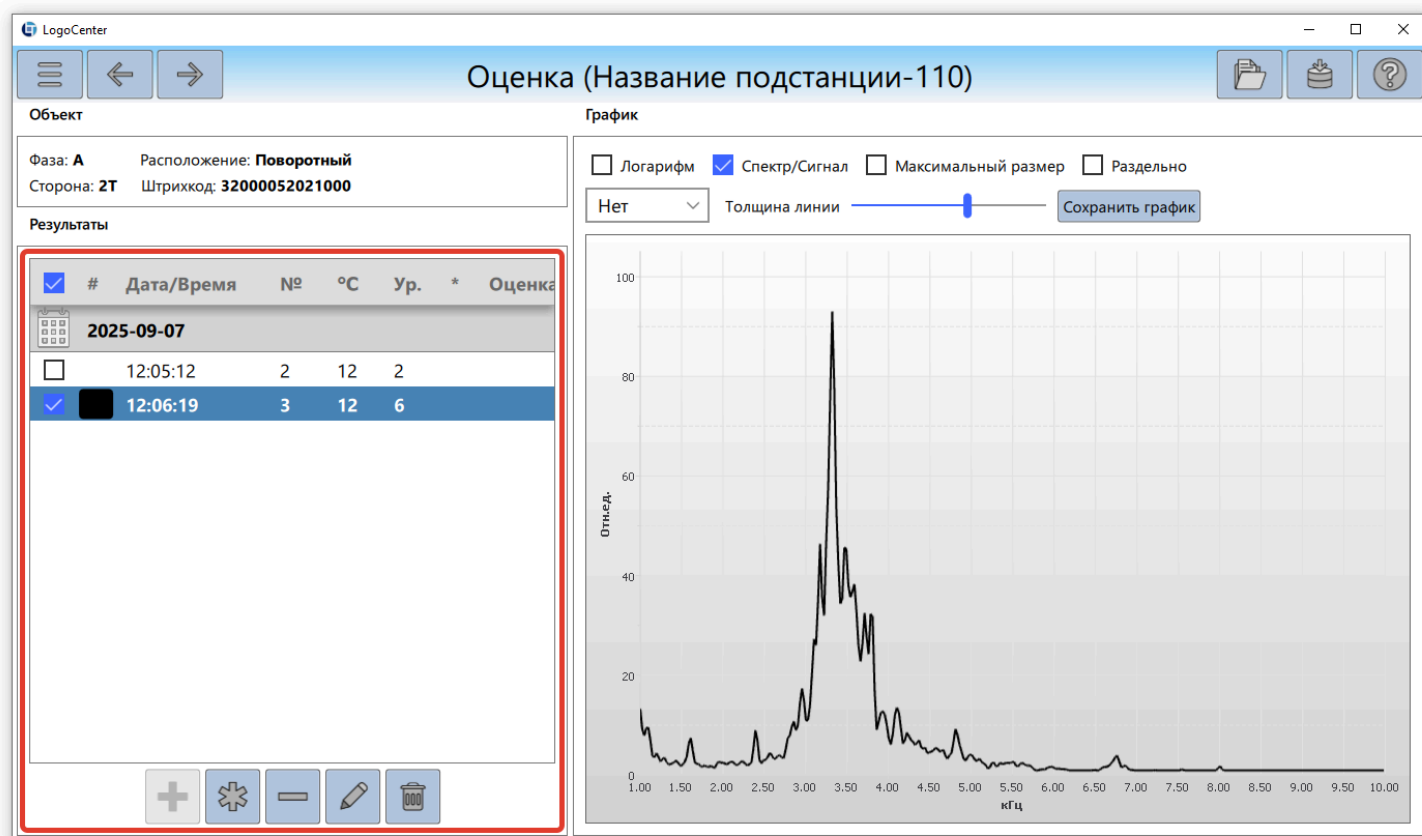 LogoCenter
Оценка (Название подстанции-110)
Объект
Фаза: А Расположение: Поворотный
Сторона: 2Т Штрихкод: 32000052021000
Результаты
# Дата/Время № °C Ур. * Оценка
2025-09-07
12:05:12 2 12 2
12:06:19 3 12 6
График
Логарифм Спектр/Сигнал Максимальный размер Раздельно
Нет Толщина линии Сохранить график
100
80
60
40
20
0
Отн.ед.
1.00 1.50 2.00 2.50 3.00 3.50 4.00 4.50 5.00 5.50 6.00 6.50 7.00 7.50 8.00 8.50 9.00 9.50 10.00
кГц